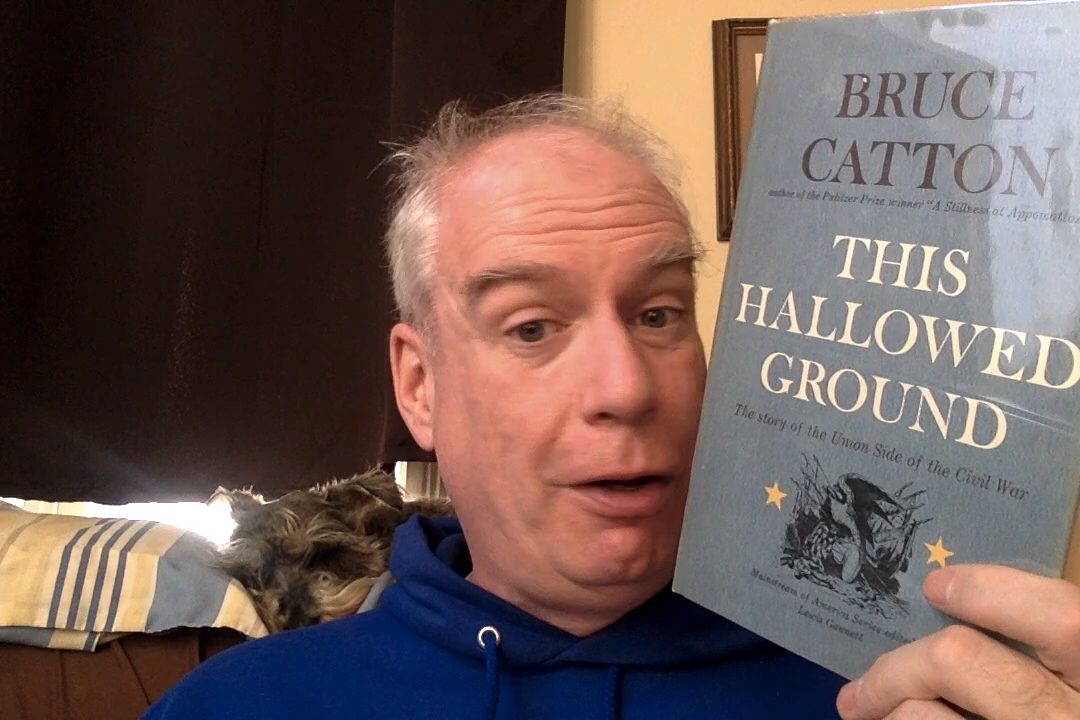 BRUCE
CATTON
author of the Pulitzer Prize winner "A Stillness at Appomattox
THIS
HALLOWED
GROUND
The story of the Union Side of the Civil War
Mainstream of America Series edited
Lewis Gannett